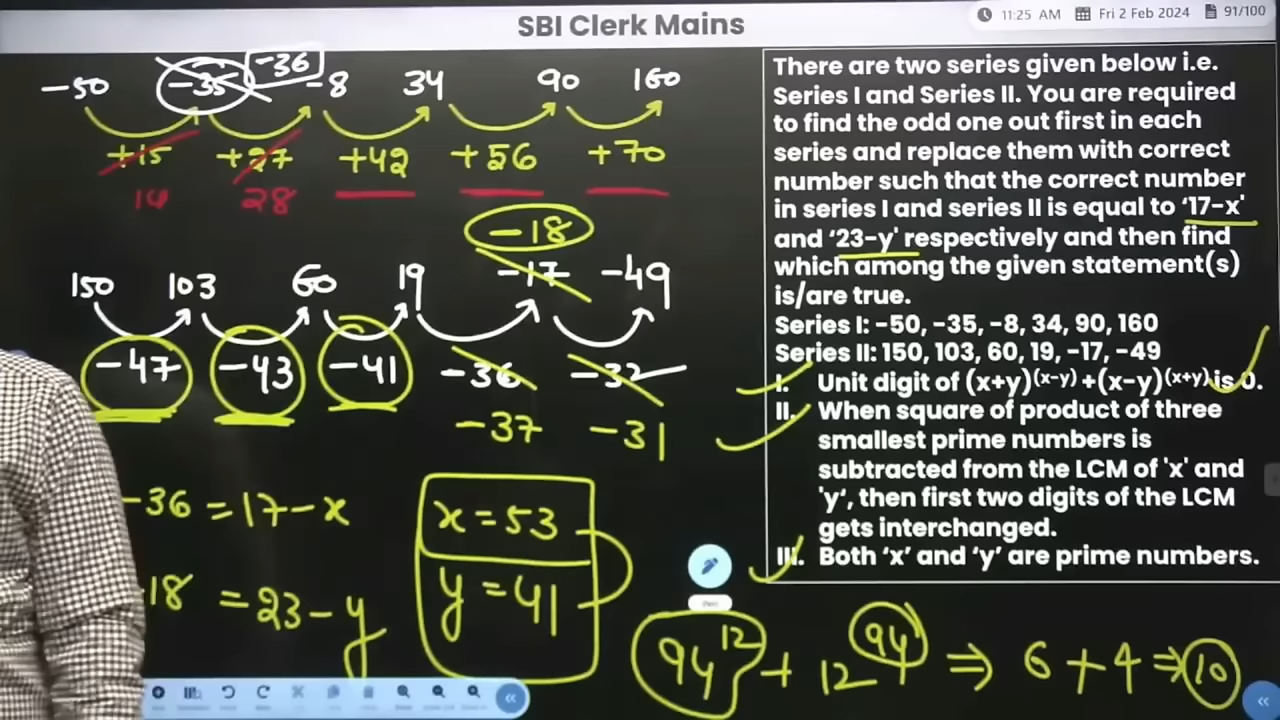 SBI Clerk Mains
11:25 AM Fri 2 Feb 2024 91/100
-50 -35 -36 -8 34 90 160
+15 +27 +42 +56 +70
14 28
-18
150 103 60 19 -17 -49
-47 -43 -41 -36 -32
-37 -31
-36 = 17-x
18 = 23-y
x = 53
y = 41
94^12 + 12^94 ⇒ 6+4 ⇒ 10
There are two series given below i.e.
Series I and Series II. You are required
to find the odd one out first in each
series and replace them with correct
number such that the correct number
in series I and series II is equal to ‘17-x'
and ‘23-y' respectively and then find
which among the given statement(s)
is/are true.
Series I: -50, -35, -8, 34, 90, 160
Series II: 150, 103, 60, 19, -17, -49
I. Unit digit of (x+y)^(x-y) +(x-y)^(x+y) is 0.
II. When square of product of three
smallest prime numbers is
subtracted from the LCM of 'x' and
'y‘, then first two digits of the LCM
gets interchanged.
III. Both ‘x’ and ‘y’ are prime numbers.